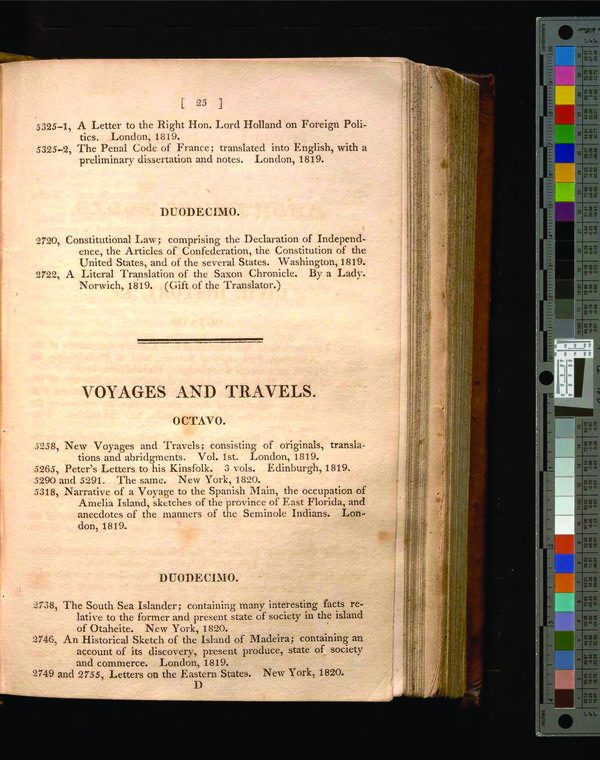 [ 25 ]
5325-1, A Letter to the Right Hon. Lord Holland on Foreign Poli-
tics. London, 1819.
5325-2, The Penal Code of France; translated into English, with a
preliminary dissertation and notes. London, 1819.
DUODECIMO.
2720, Constitutional Law; comprising the Declaration of Independ-
ence, the Articles of Confederation, the Constitution of the
United States, and of the several States. Washington, 1819.
2722, A Literal Translation of the Saxon Chronicle. By a Lady.
Norwich, 1819. (Gift of the Translator.)
VOYAGES AND TRAVELS.
OCTAVO.
5258, New Voyages and Travels; consisting of originals, transla-
tions and abridgments. Vol. 1st. London, 1819.
5265, Peter's Letters to his Kinsfolk. 3 vols. Edinburgh, 1819.
5290 and 5291. The same. New York, 1820.
5318, Narrative of a Voyage to the Spanish Main, the occupation of
Amelia Island, sketches of the province of East Florida, and
anecdotes of the manners of the Seminole Indians. Lon-
don, 1819.
DUODECIMO.
2738, The South Sea Islander; containing many interesting facts re-
lative to the former and present state of society in the island
of Otaheite. New York, 1820.
2746, An Historical Sketch of the Island of Madeira; containing an
account of its discovery, present produce, state of society
and commerce. London, 1819.
2749 and 2755, Letters on the Eastern States. New York, 1820.
D